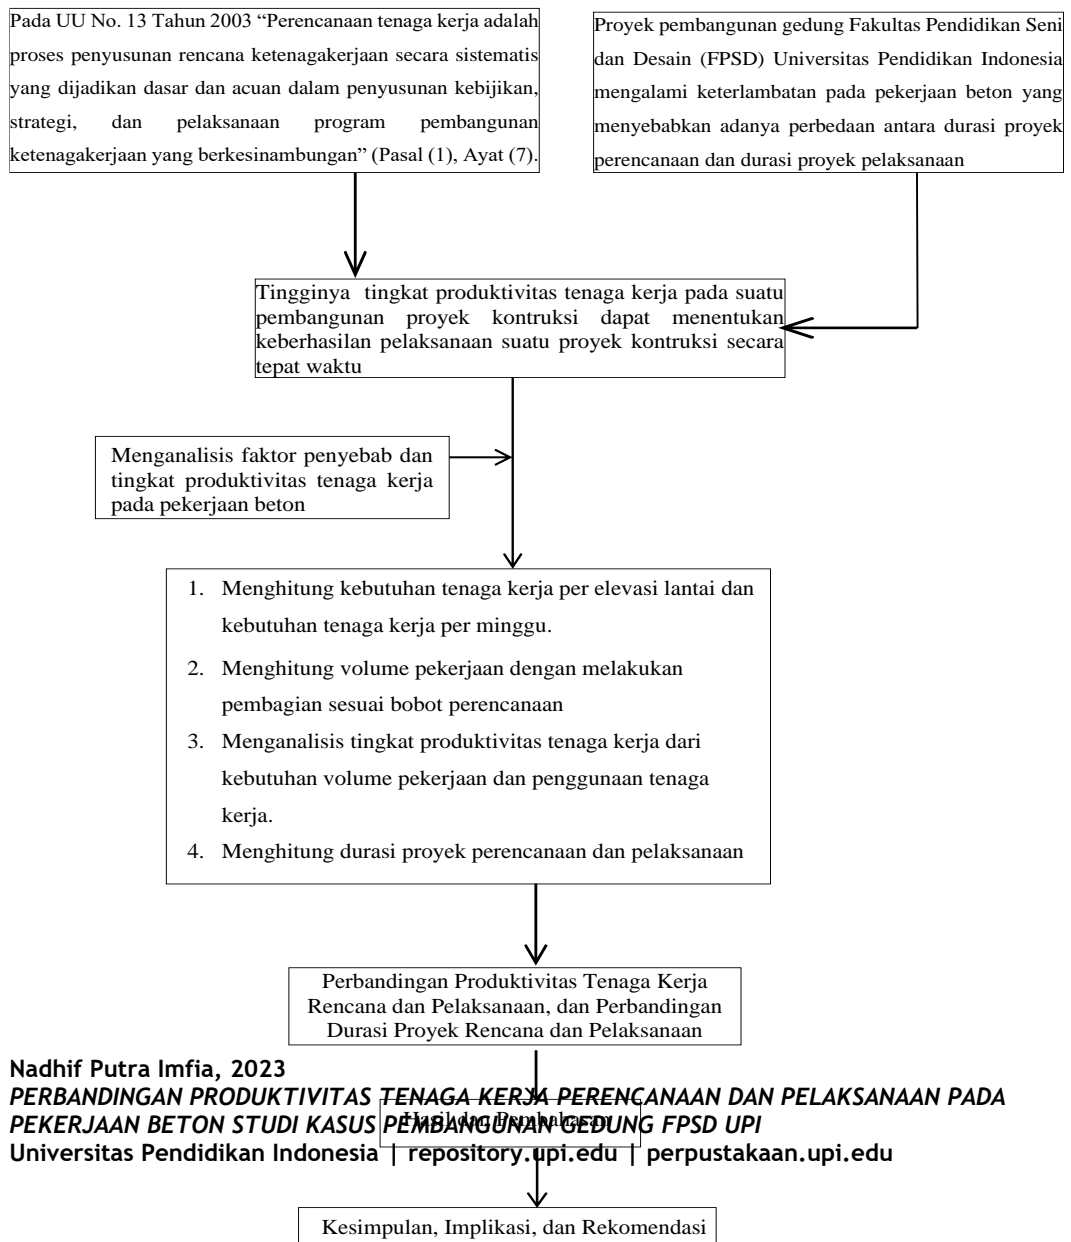 Pada UU No. 13 Tahun 2003 “Perencanaan tenaga kerja adalah
proses penyusunan rencana ketenagakerjaan secara sistematis
yang dijadikan dasar dan acuan dalam penyusunan kebijikan,
strategi, dan pelaksanaan program pembangunan
ketenagakerjaan yang berkesinambungan” (Pasal (1), Ayat (7).
Proyek pembangunan gedung Fakultas Pendidikan Seni
dan Desain (FPSD) Universitas Pendidikan Indonesia
mengalami keterlambatan pada pekerjaan beton yang
menyebabkan adanya perbedaan antara durasi proyek
perencanaan dan durasi proyek pelaksanaan
Tingginya tingkat produktivitas tenaga kerja pada suatu
pembangunan proyek kontruksi dapat menentukan
keberhasilan pelaksanaan suatu proyek kontruksi secara
tepat waktu
Menganalisis faktor penyebab dan
tingkat produktivitas tenaga kerja
pada pekerjaan beton
1. Menghitung kebutuhan tenaga kerja per elevasi lantai dan
kebutuhan tenaga kerja per minggu.
2. Menghitung volume pekerjaan dengan melakukan
pembagian sesuai bobot perencanaan
3. Menganalisis tingkat produktivitas tenaga kerja dari
kebutuhan volume pekerjaan dan penggunaan tenaga
kerja.
4. Menghitung durasi proyek perencanaan dan pelaksanaan
Perbandingan Produktivitas Tenaga Kerja
Rencana dan Pelaksanaan, dan Perbandingan
Durasi Proyek Rencana dan Pelaksanaan
Nadhif Putra Imfia, 2023
PERBANDINGAN PRODUKTIVITAS TENAGA KERJA PERENCANAAN DAN PELAKSANAAN PADA
PEKERJAAN BETON STUDI KASUS PEMBANGUNAN GEDUNG FPSD UPI
Hasil dan Pembahasan
Universitas Pendidikan Indonesia | repository.upi.edu | perpustakaan.upi.edu
Kesimpulan, Implikasi, dan Rekomendasi